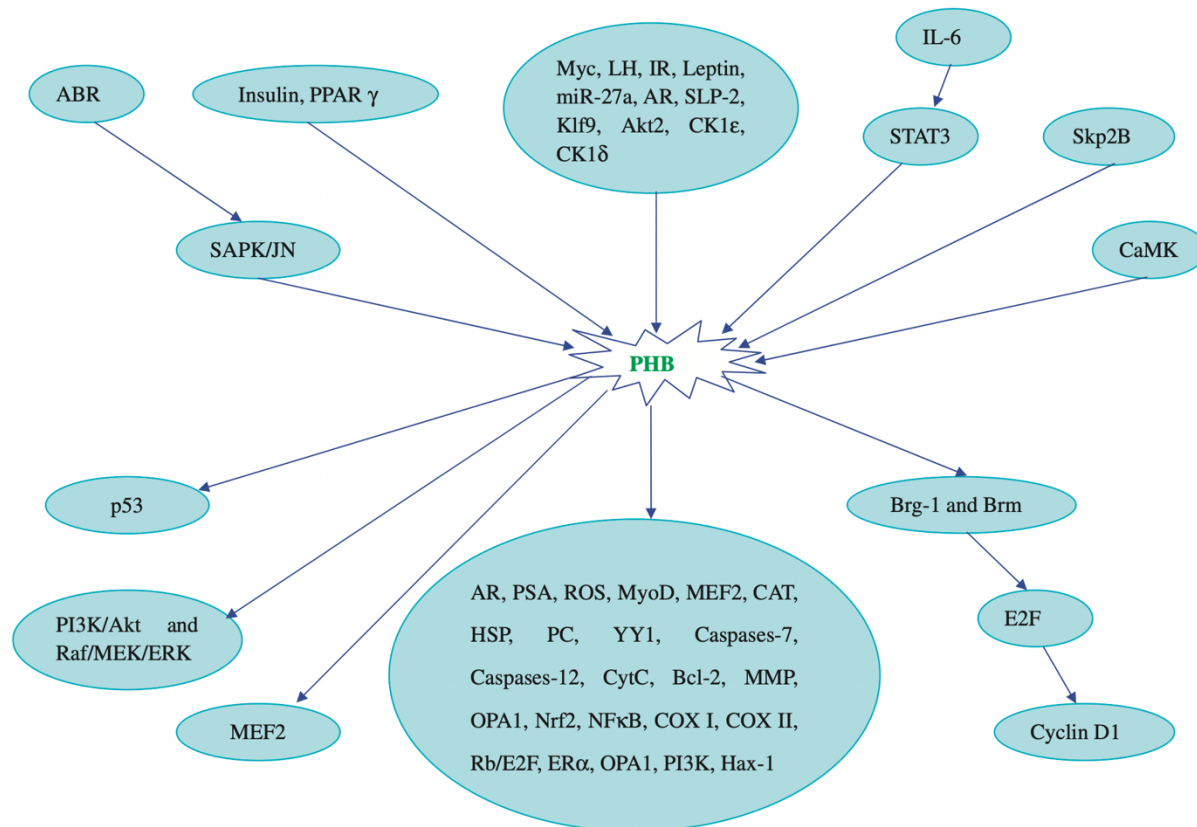 IL-6
ABR
Insulin, PPAR γ
Myc, LH, IR, Leptin,
miR-27a, AR, SLP-2,
Klf9, Akt2, CK1ε,
CK1δ
STAT3
Skp2B
SAPK/JN
CaMK
PHB
p53
Brg-1 and Brm
PI3K/Akt and
Raf/MEK/ERK
MEF2
AR, PSA, ROS, MyoD, MEF2, CAT,
HSP, PC, YY1, Caspases-7,
Caspases-12, CytC, Bcl-2, MMP,
OPA1, Nrf2, NFκB, COX I, COX II,
Rb/E2F, ERα, OPA1, PI3K, Hax-1
E2F
Cyclin D1